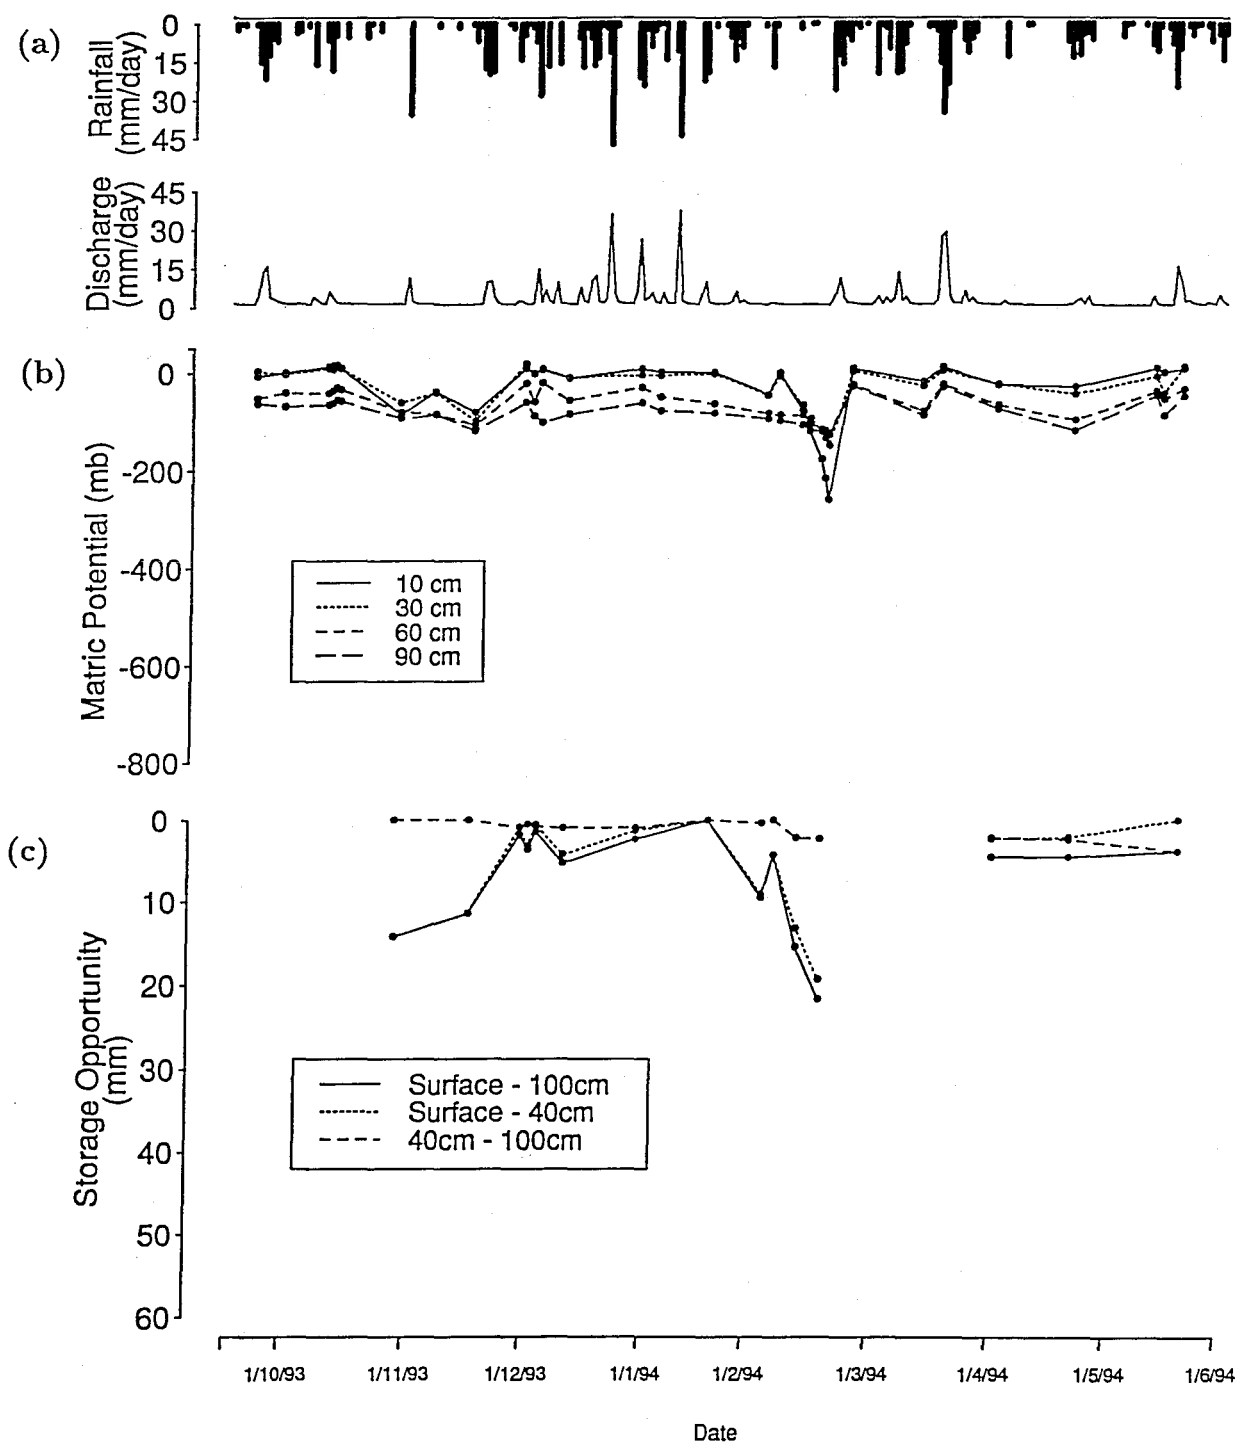 (a)
Rainfall
(mm/day)
0
15
30
45
Discharge
(mm/day)
45
30
15
0
(b)
Matric Potential (mb)
0
-200
-400
-600
-800
10 cm
30 cm
60 cm
90 cm
(c)
Storage Opportunity
(mm)
0
10
20
30
40
50
60
Surface - 100cm
Surface - 40cm
40cm - 100cm
1/10/93 1/11/93 1/12/93 1/1/94 1/2/94 1/3/94 1/4/94 1/5/94 1/6/94
Date